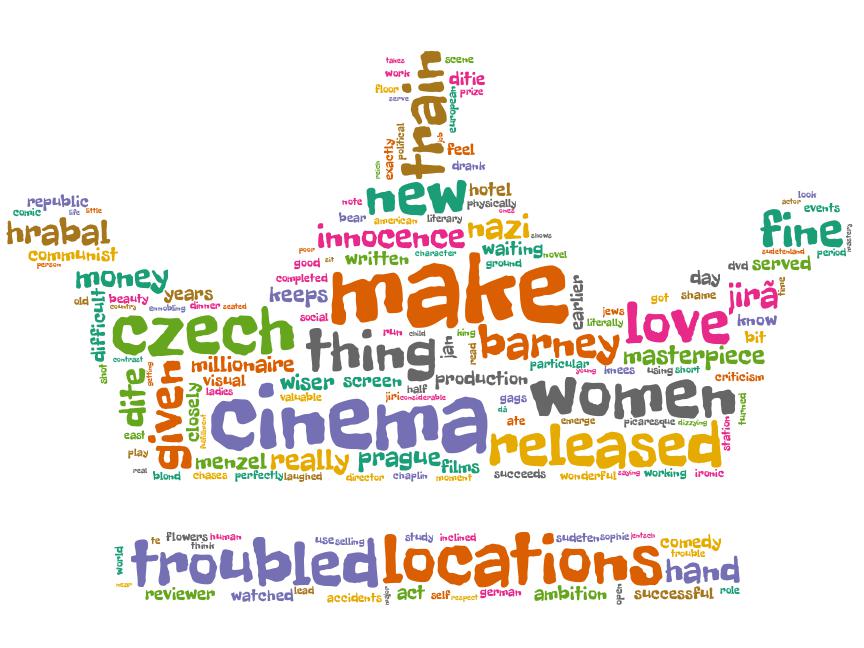 takes
scene
work
train
ditie
floor
prize
serve
european
political
exactly
job
feel
reich
drank
new
hotel
note
physically
ones
bear
american
literary
nazi
innocence
shows
poor
waiting
novel
good
sit
written
character
ground
republic
comic
life
little
hrabal
communist
person
look
actor
events
fine
masters
sudetenland
period
money
completed
make
earlier
day
dvd
served
old
beauty
years
keeps
social
shame
got
jirã
time
country
ennobling
dinner
seated
difficult
czech
thing
run
child
jan
king
read
barney
jews
literally
love
know
bit
contrast
millionaire
particular
masterpiece
shot
getting
visual
ladies
wiser
screen
half
production
young
knees
using
short
criticism
dite
given
closely
fulfillment
valuable
jiri
considerable
gags
dã
women
turned
cinema
ate
emerge
picaresque
dizzying
station
east
play
menzel
really
prague
films
released
real
blond
chases
perfectly
laughed
director
chaplin
moment
succeeds
wonderful
saying
working
ironic
te
flowers
human
think
use
selling
study
inclined
sudeten
sophie
jentsch
comedy
trouble
world
troubled
locations
hand
wear
reviewer
watched
lead
accidents
major
act
self
respect
german
ambition
open
successful
role